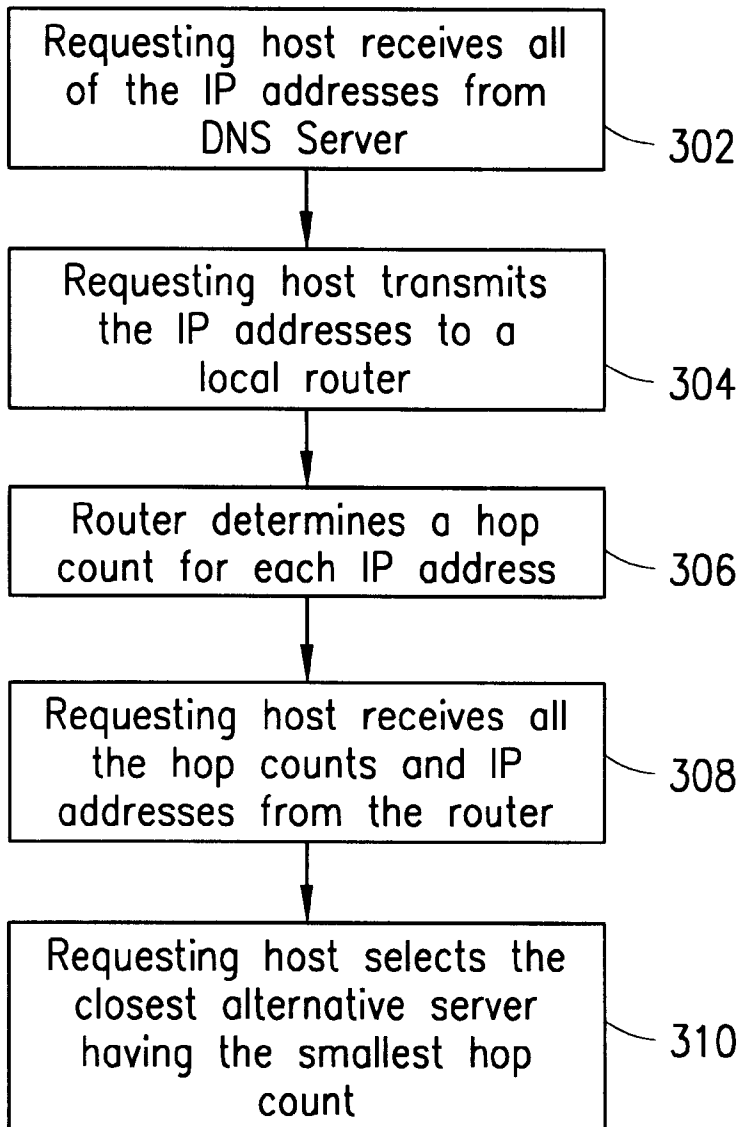 Requesting host receives all
of the IP addresses from
DNS Server
302
Requesting host transmits
the IP addresses to a
local router
304
Router determines a hop
count for each IP address
306
Requesting host receives all
the hop counts and IP
addresses from the router
308
Requesting host selects the
closest alternative server
having the smallest hop
count
310